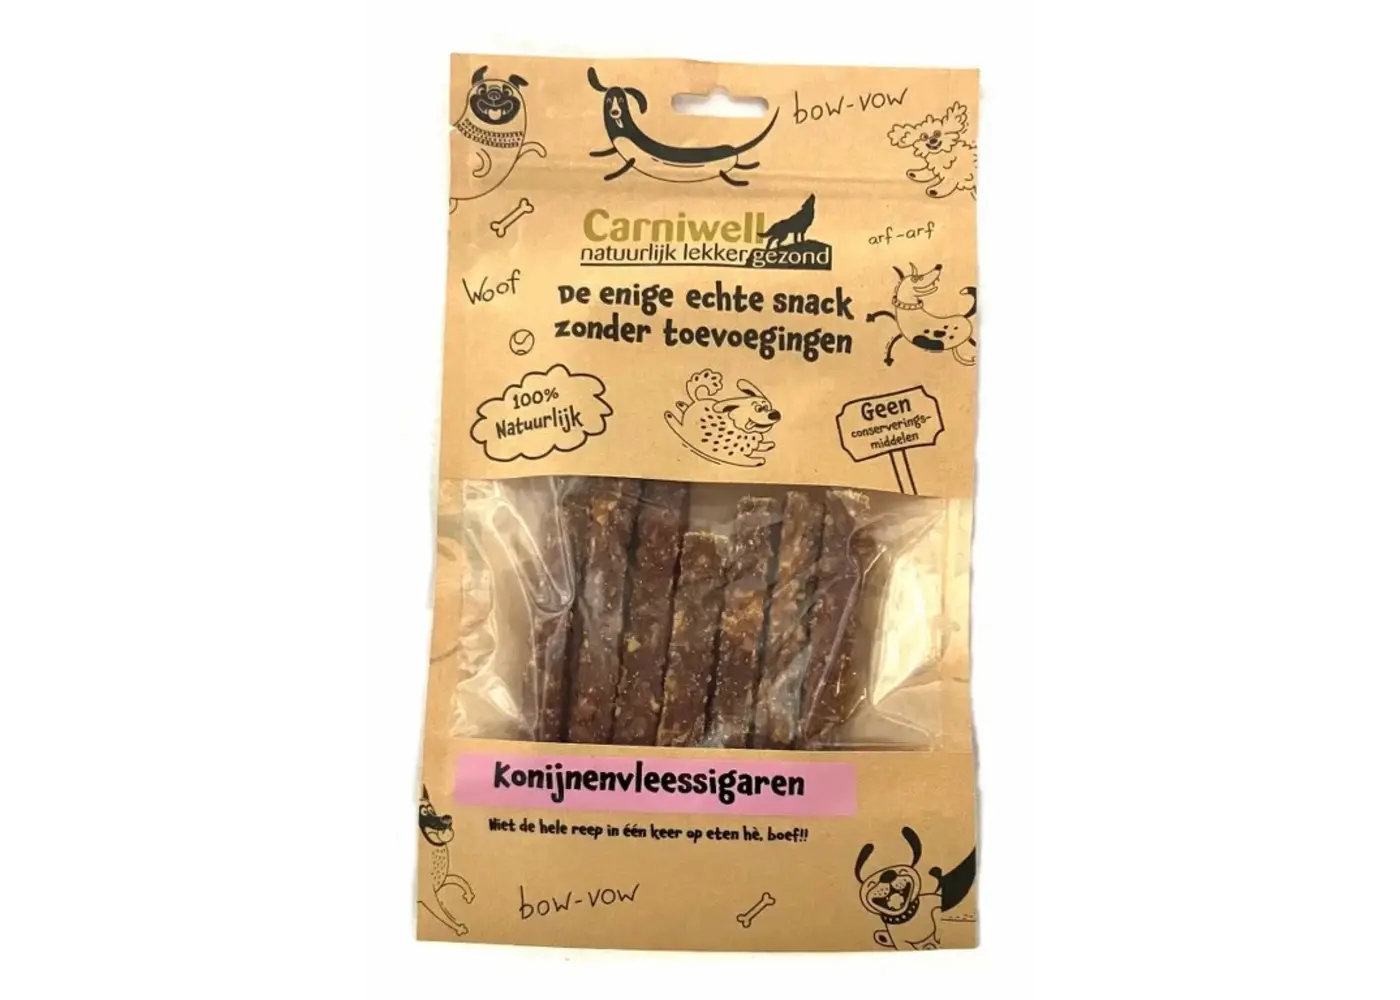 bow-vow
Carniwell
natuurlijk lekker gezond
arf-arf
Woof
De enige echte snack
zonder toevoegingen
100%
Natuurlijk
Geen
conserverings-
middelen
Konijnenvleessigaren
Niet de hele reep in één keer op eten hè, boef!!
bow-vow